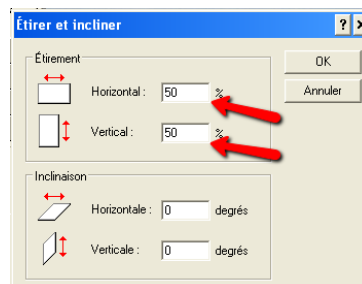 Étirer et incliner
Étirement
OK
Horizontal : 50 %
Annuler
Vertical : 50 %
Inclinaison
Horizontale : 0 degrés
Verticale : 0 degrés